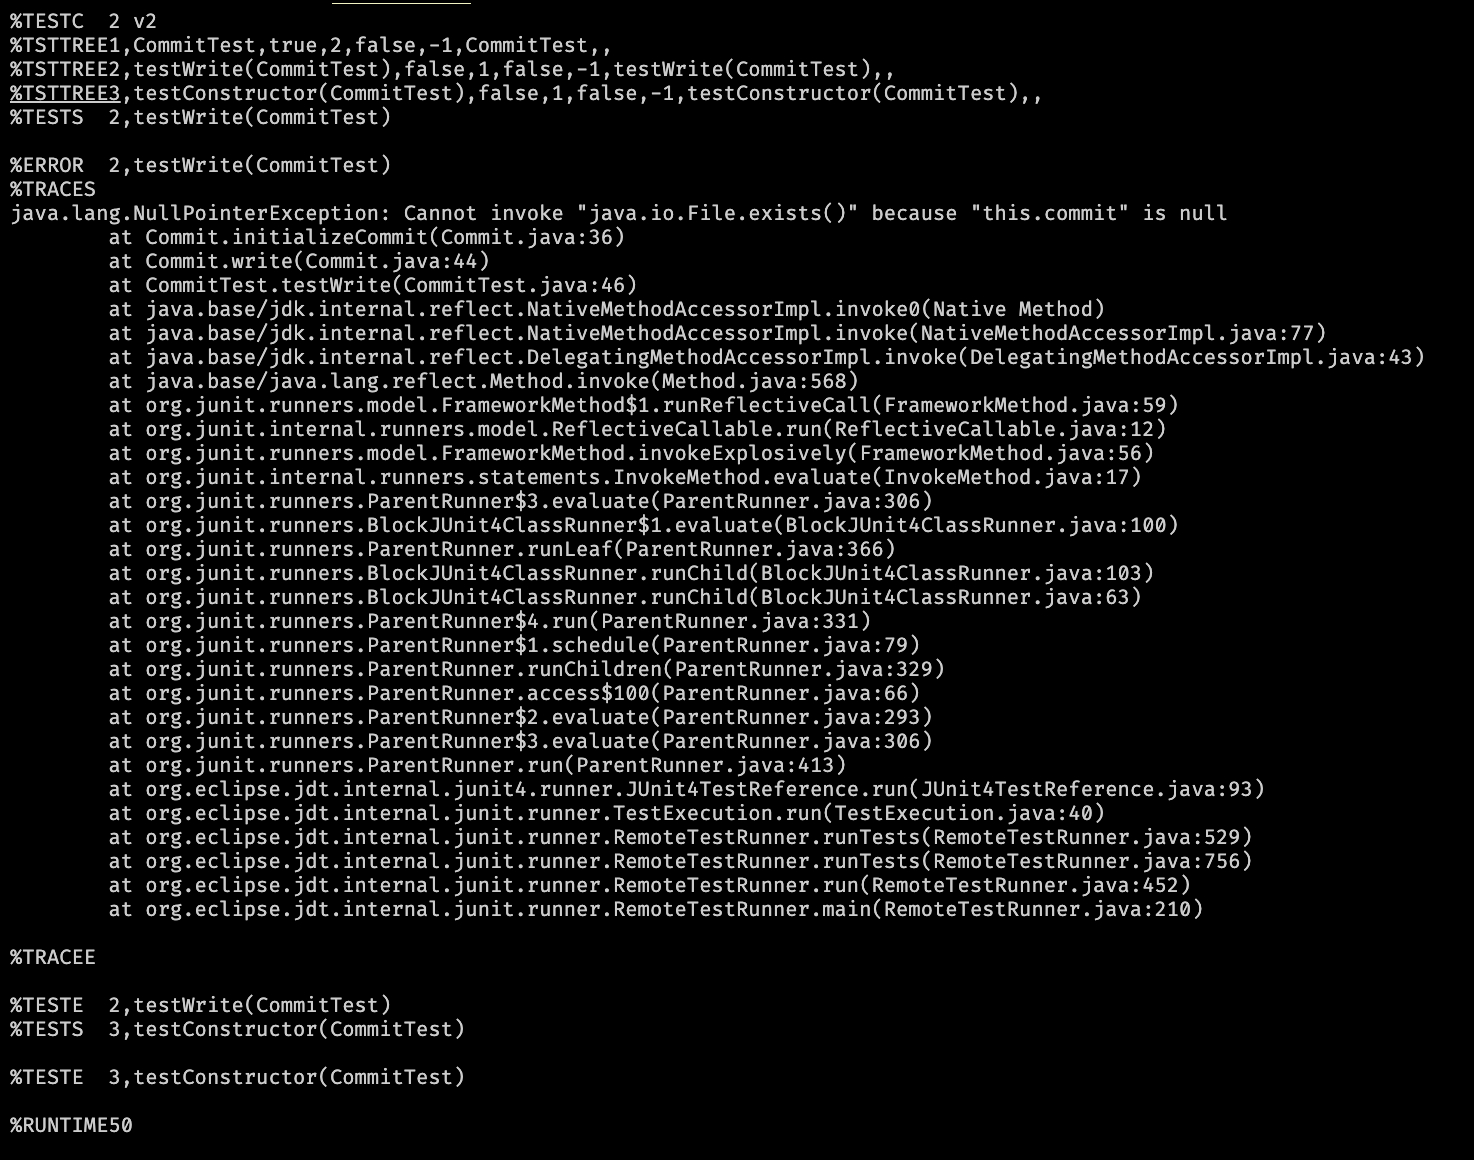 %TESTC  2 v2
%TSTTREE1,CommitTest,true,2,false,-1,CommitTest,,
%TSTTREE2,testWrite(CommitTest),false,1,false,-1,testWrite(CommitTest),,
%TSTTREE3,testConstructor(CommitTest),false,1,false,-1,testConstructor(CommitTest),,
%TESTS  2,testWrite(CommitTest)
%ERROR  2,testWrite(CommitTest)
%TRACES
java.lang.NullPointerException: Cannot invoke "java.io.File.exists()" because "this.commit" is null
        at Commit.initializeCommit(Commit.java:36)
        at Commit.write(Commit.java:44)
        at CommitTest.testWrite(CommitTest.java:46)
        at java.base/jdk.internal.reflect.NativeMethodAccessorImpl.invoke0(Native Method)
        at java.base/jdk.internal.reflect.NativeMethodAccessorImpl.invoke(NativeMethodAccessorImpl.java:77)
        at java.base/jdk.internal.reflect.DelegatingMethodAccessorImpl.invoke(DelegatingMethodAccessorImpl.java:43)
        at java.base/java.lang.reflect.Method.invoke(Method.java:568)
        at org.junit.runners.model.FrameworkMethod$1.runReflectiveCall(FrameworkMethod.java:59)
        at org.junit.internal.runners.model.ReflectiveCallable.run(ReflectiveCallable.java:12)
        at org.junit.runners.model.FrameworkMethod.invokeExplosively(FrameworkMethod.java:56)
        at org.junit.internal.runners.statements.InvokeMethod.evaluate(InvokeMethod.java:17)
        at org.junit.runners.ParentRunner$3.evaluate(ParentRunner.java:306)
        at org.junit.runners.BlockJUnit4ClassRunner$1.evaluate(BlockJUnit4ClassRunner.java:100)
        at org.junit.runners.ParentRunner.runLeaf(ParentRunner.java:366)
        at org.junit.runners.BlockJUnit4ClassRunner.runChild(BlockJUnit4ClassRunner.java:103)
        at org.junit.runners.BlockJUnit4ClassRunner.runChild(BlockJUnit4ClassRunner.java:63)
        at org.junit.runners.ParentRunner$4.run(ParentRunner.java:331)
        at org.junit.runners.ParentRunner$1.schedule(ParentRunner.java:79)
        at org.junit.runners.ParentRunner.runChildren(ParentRunner.java:329)
        at org.junit.runners.ParentRunner.access$100(ParentRunner.java:66)
        at org.junit.runners.ParentRunner$2.evaluate(ParentRunner.java:293)
        at org.junit.runners.ParentRunner$3.evaluate(ParentRunner.java:306)
        at org.junit.runners.ParentRunner.run(ParentRunner.java:413)
        at org.eclipse.jdt.internal.junit4.runner.JUnit4TestReference.run(JUnit4TestReference.java:93)
        at org.eclipse.jdt.internal.junit.runner.TestExecution.run(TestExecution.java:40)
        at org.eclipse.jdt.internal.junit.runner.RemoteTestRunner.runTests(RemoteTestRunner.java:529)
        at org.eclipse.jdt.internal.junit.runner.RemoteTestRunner.runTests(RemoteTestRunner.java:756)
        at org.eclipse.jdt.internal.junit.runner.RemoteTestRunner.run(RemoteTestRunner.java:452)
        at org.eclipse.jdt.internal.junit.runner.RemoteTestRunner.main(RemoteTestRunner.java:210)
%TRACEE
%TESTE  2,testWrite(CommitTest)
%TESTS  3,testConstructor(CommitTest)
%TESTE  3,testConstructor(CommitTest)
%RUNTIME50